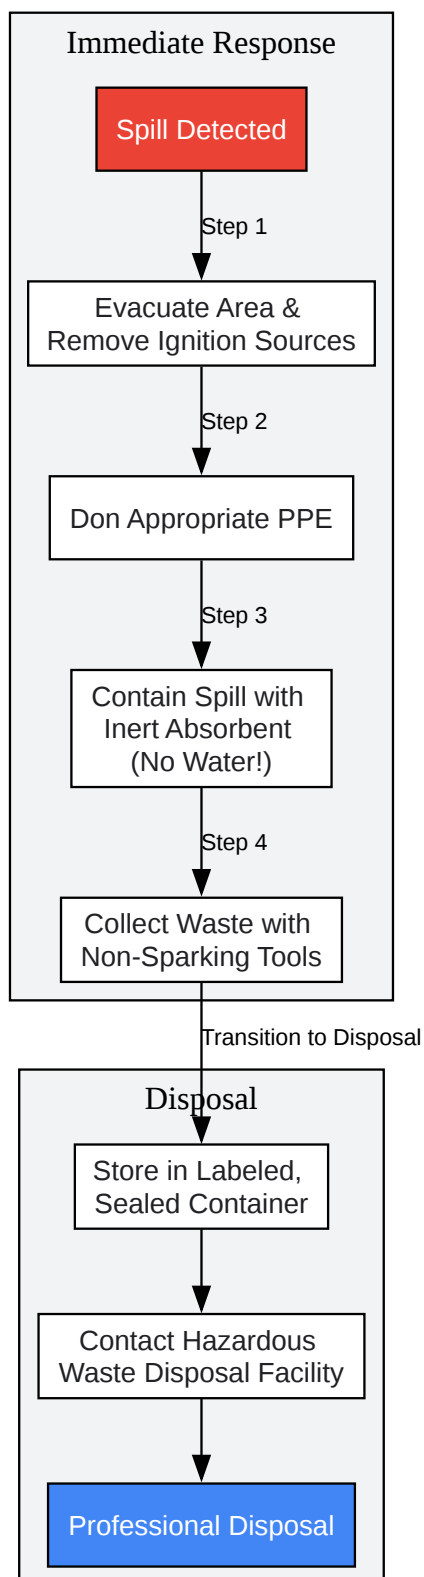 Immediate Response
Spill Detected
Step 1
Evacuate Area &
Remove Ignition Sources
Step 2
Don Appropriate PPE
Step 3
Contain Spill with
Inert Absorbent
(No Water!)
Step 4
Collect Waste with
Non-Sparking Tools
Transition to Disposal
Disposal
Store in Labeled,
Sealed Container
Contact Hazardous
Waste Disposal Facility
Professional Disposal